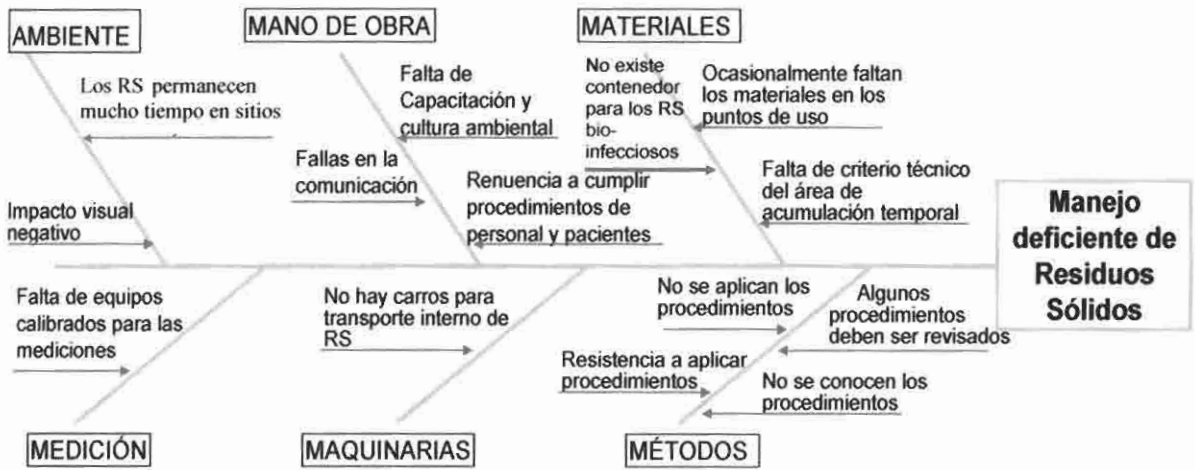 AMBIENTE
Los RS permanecen
mucho tiempo en sitios
Impacto visual
negativo
MANO DE OBRA
Falta de
Capacitación y
cultura ambiental
Fallas en la
comunicación
Renuencia a cumplir
procedimientos de
personal y pacientes
MATERIALES
No existe
contenedor
para los RS
bio-
infecciosos
Ocasionalmente faltan
los materiales en los
puntos de uso
Falta de criterio técnico
del área de
acumulación temporal
Manejo
deficiente de
Residuos
Sólidos
Falta de equipos
calibrados para las
mediciones
MEDICIÓN
No hay carros para
transporte interno de
RS
MAQUINARIAS
No se aplican los
procedimientos
Algunos
procedimientos
deben ser revisados
Resistencia a aplicar
procedimientos
No se conocen los
procedimientos
MÉTODOS